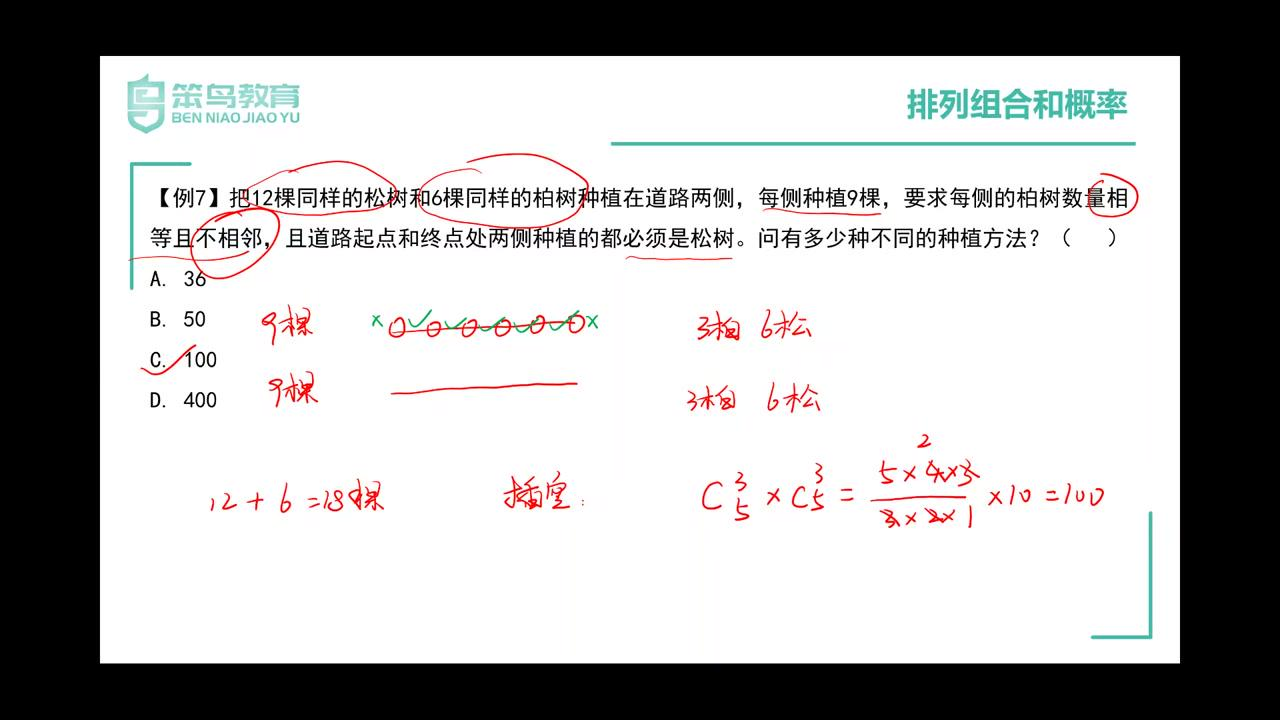 笨鸟教育
BEN NIAO JIAO YU
排列组合和概率
【例7】把12棵同样的松树和6棵同样的柏树种植在道路两侧，每侧种植9棵，要求每侧的柏树数量相
等且不相邻，且道路起点和终点处两侧种植的都必须是松树。问有多少种不同的种植方法？（ ）
A. 36
B. 50
C. 100
D. 400
9棵 x x 3柏 6松
9棵 3柏 6松
2
12+6=18棵 插空: C³₅×C³₅=5×4×3/3×2×1×10=100